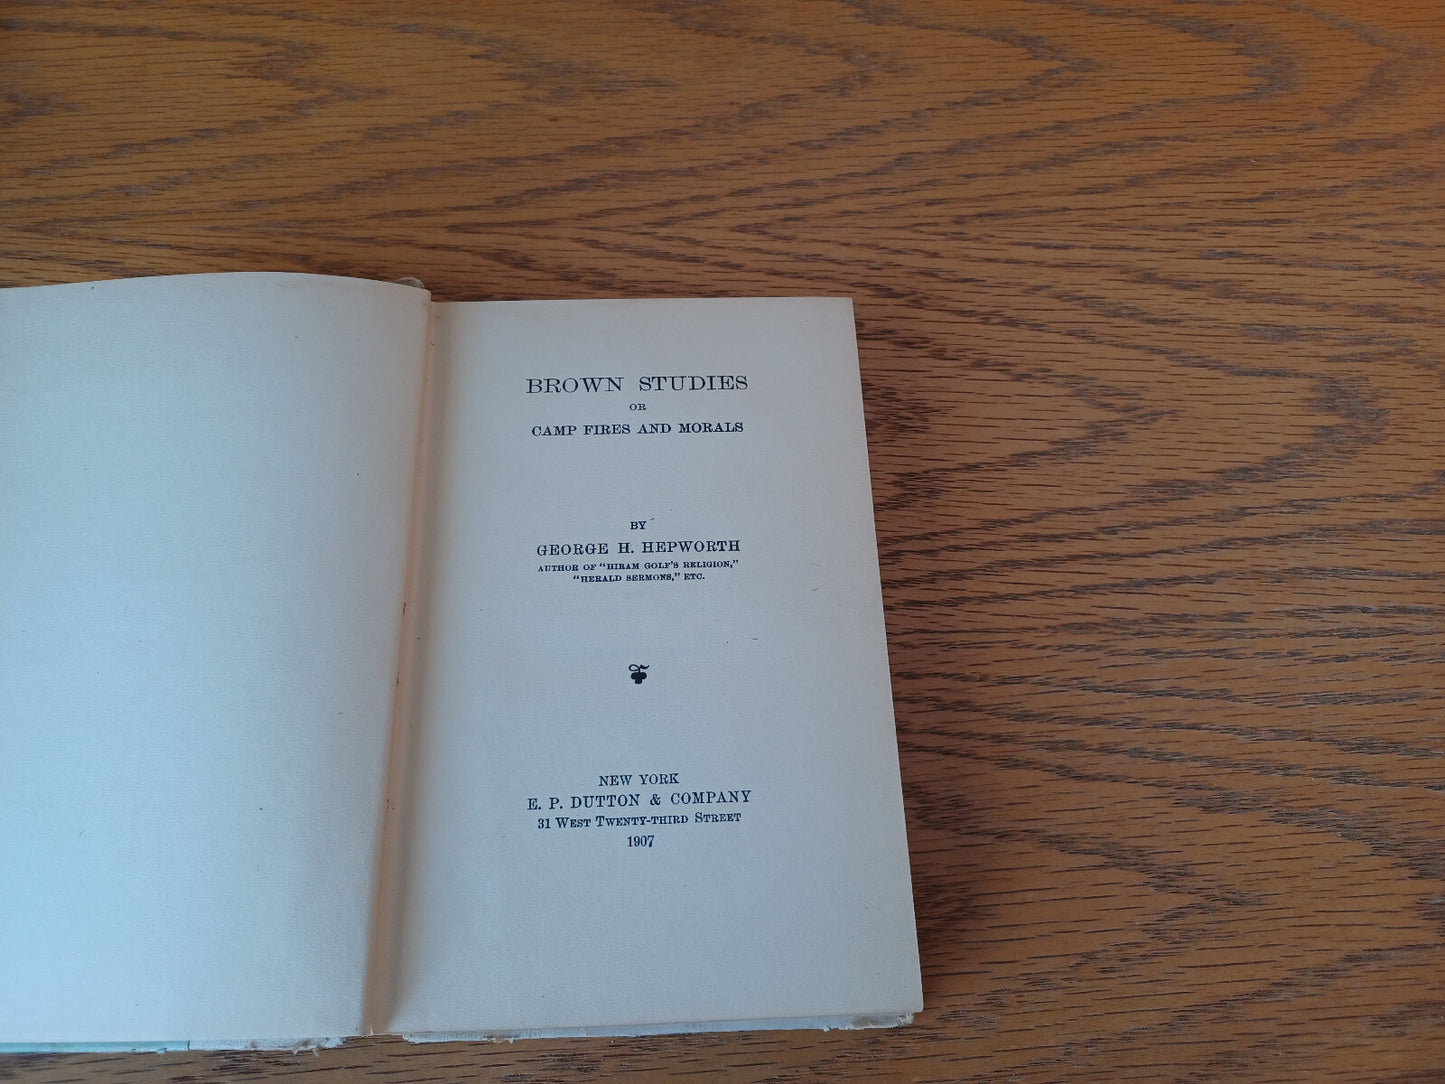 BROWN STUDIES
OR
CAMP FIRES AND MORALS
BY
GEORGE H. HEPWORTH
AUTHOR OF "HIRAM GOLF'S RELIGION,"
"HERALD SERMONS," ETC.
NEW YORK
E. P. DUTTON & COMPANY
31 WEST TWENTY-THIRD STREET
1907